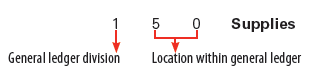 1 5 0 Supplies
General ledger division Location within general ledger